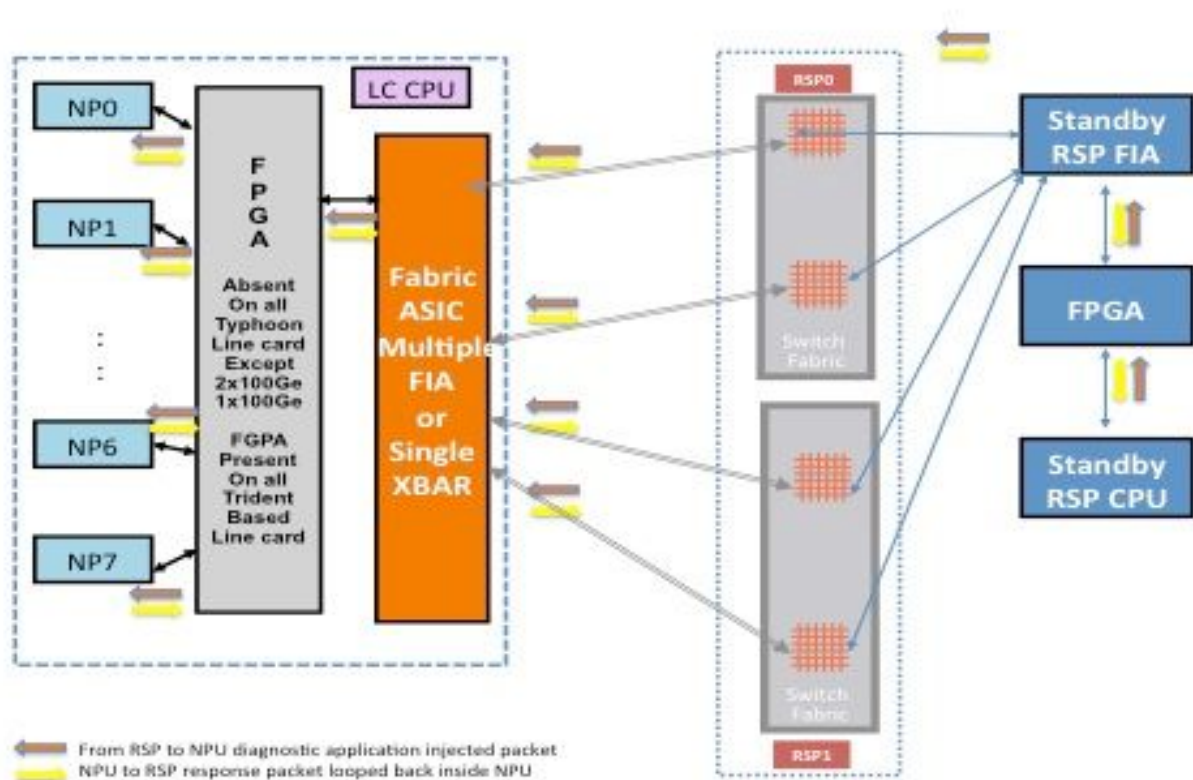 NP0
NP1
:
NP6
NP7
F
P
G
A
Absent
On all
Typhoon
Line card
Except
2x100Ge
1x100Ge
FGPA
Present
On all
Trident
Based
Line card
LC CPU
Fabric
ASIC
Multiple
FIA
or
Single
XBAR
RSP0
Switch
Fabric
Switch
Fabric
RSP1
Standby
RSP FIA
FPGA
Standby
RSP CPU
From RSP to NPU diagnostic application injected packet
NPU to RSP response packet looped back inside NPU